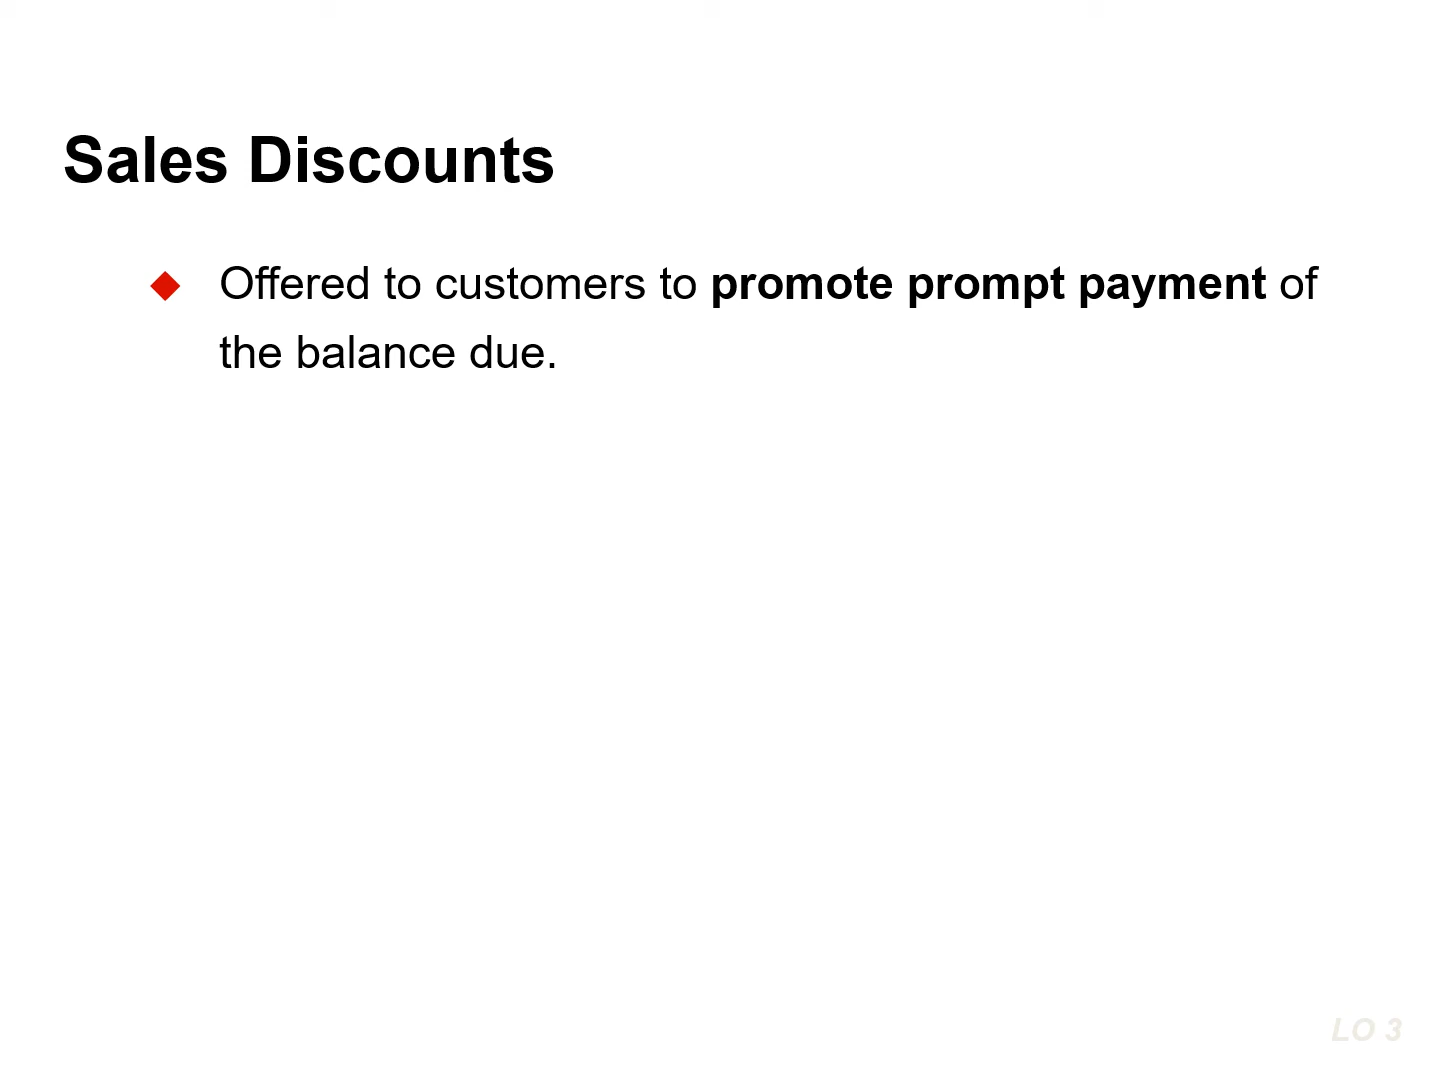 Sales Discounts
Offered to customers to promote prompt payment of
the balance due.
LO 3